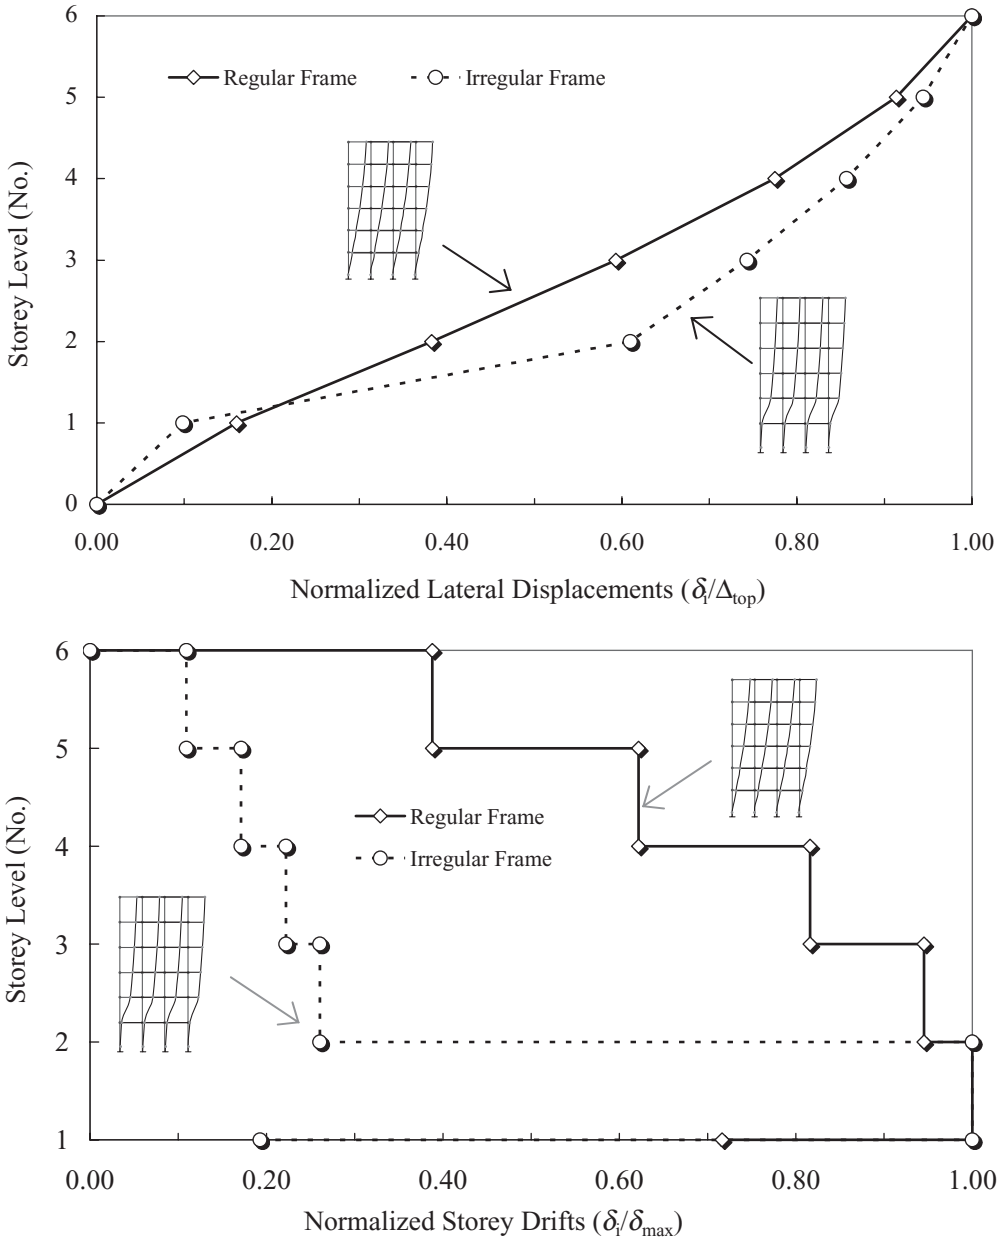 6
5
4
3
2
1
0
Storey Level (No.)
Regular Frame
Irregular Frame
0.00 0.20 0.40 0.60 0.80 1.00
Normalized Lateral Displacements (δi/Δtop)
6
5
4
3
2
1
Storey Level (No.)
Regular Frame
Irregular Frame
0.00 0.20 0.40 0.60 0.80 1.00
Normalized Storey Drifts (δi/δmax)